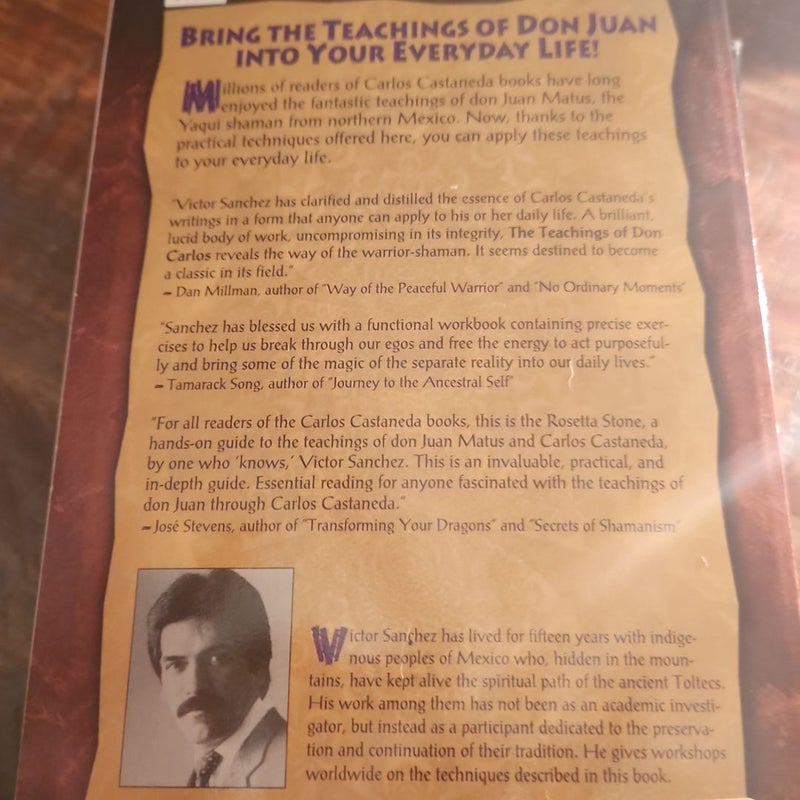 BRING THE TEACHINGS OF DON JUAN
INTO YOUR EVERYDAY LIFE!
Millions of readers of Carlos Castaneda books have long
enjoyed the fantastic teachings of don Juan Matus, the
Yaqui shaman from northern Mexico. Now, thanks to the
practical techniques offered here, you can apply these teachings
to your everyday life.
"Victor Sanchez has clarified and distilled the essence of Carlos Castaneda's
writings in a form that anyone can apply to his or her daily life. A brilliant,
lucid body of work, uncompromising in its integrity, The Teachings of Don
Carlos reveals the way of the warrior-shaman. It seems destined to become
a classic in its field."
– Dan Millman, author of "Way of the Peaceful Warrior" and "No Ordinary Moments"
"Sanchez has blessed us with a functional workbook containing precise exer-
cises to help us break through our egos and free the energy to act purposeful-
ly and bring some of the magic of the separate reality into our daily lives."
– Tamarack Song, author of "Journey to the Ancestral Self"
"For all readers of the Carlos Castaneda books, this is the Rosetta Stone, a
hands-on guide to the teachings of don Juan Matus and Carlos Castaneda,
by one who 'knows,' Victor Sanchez. This is an invaluable, practical, and
in-depth guide. Essential reading for anyone fascinated with the teachings of
don Juan through Carlos Castaneda."
– José Stevens, author of "Transforming Your Dragons" and "Secrets of Shamanism"
Victor Sanchez has lived for fifteen years with indige-
nous peoples of Mexico who, hidden in the moun-
tains, have kept alive the spiritual path of the ancient Toltecs.
His work among them has not been as an academic investi-
gator, but instead as a participant dedicated to the preserva-
tion and continuation of their tradition. He gives workshops
worldwide on the techniques described in this book.